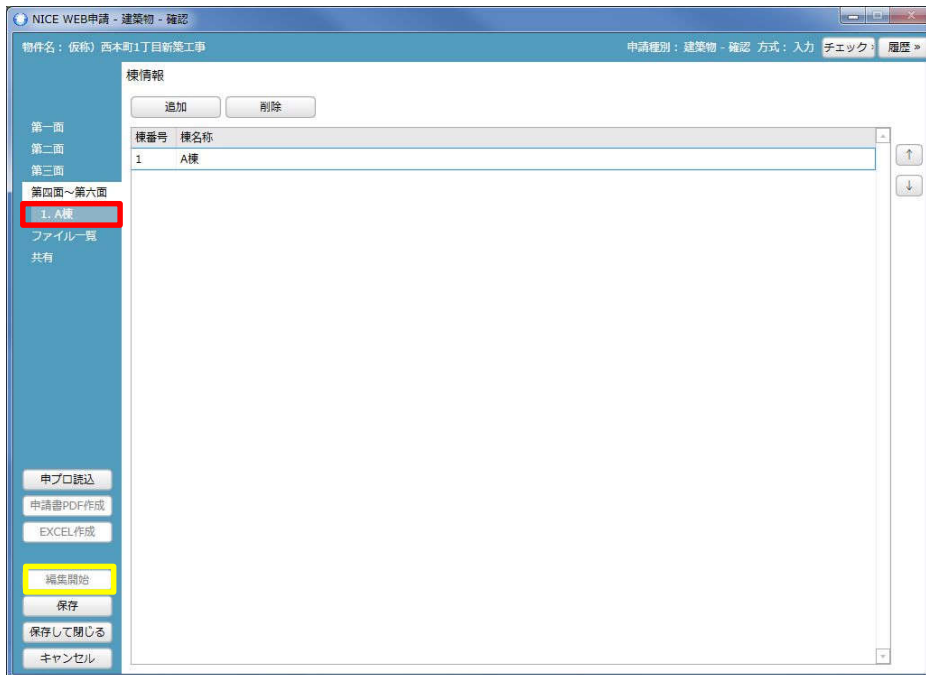 NICE WEB申請 - 建築物 - 確認
物件名：仮称）西本町1丁目新築工事
申請種別：建築物 - 確認 方式：入力 チェック» 履歴 »
棟情報
追加 削除
棟番号 棟名称
1 A棟
↑
↓
第一面
第二面
第三面
第四面～第六面
1. A棟
ファイル一覧
共有
申プロ読込
申請書PDF作成
EXCEL作成
編集開始
保存
保存して閉じる
キャンセル